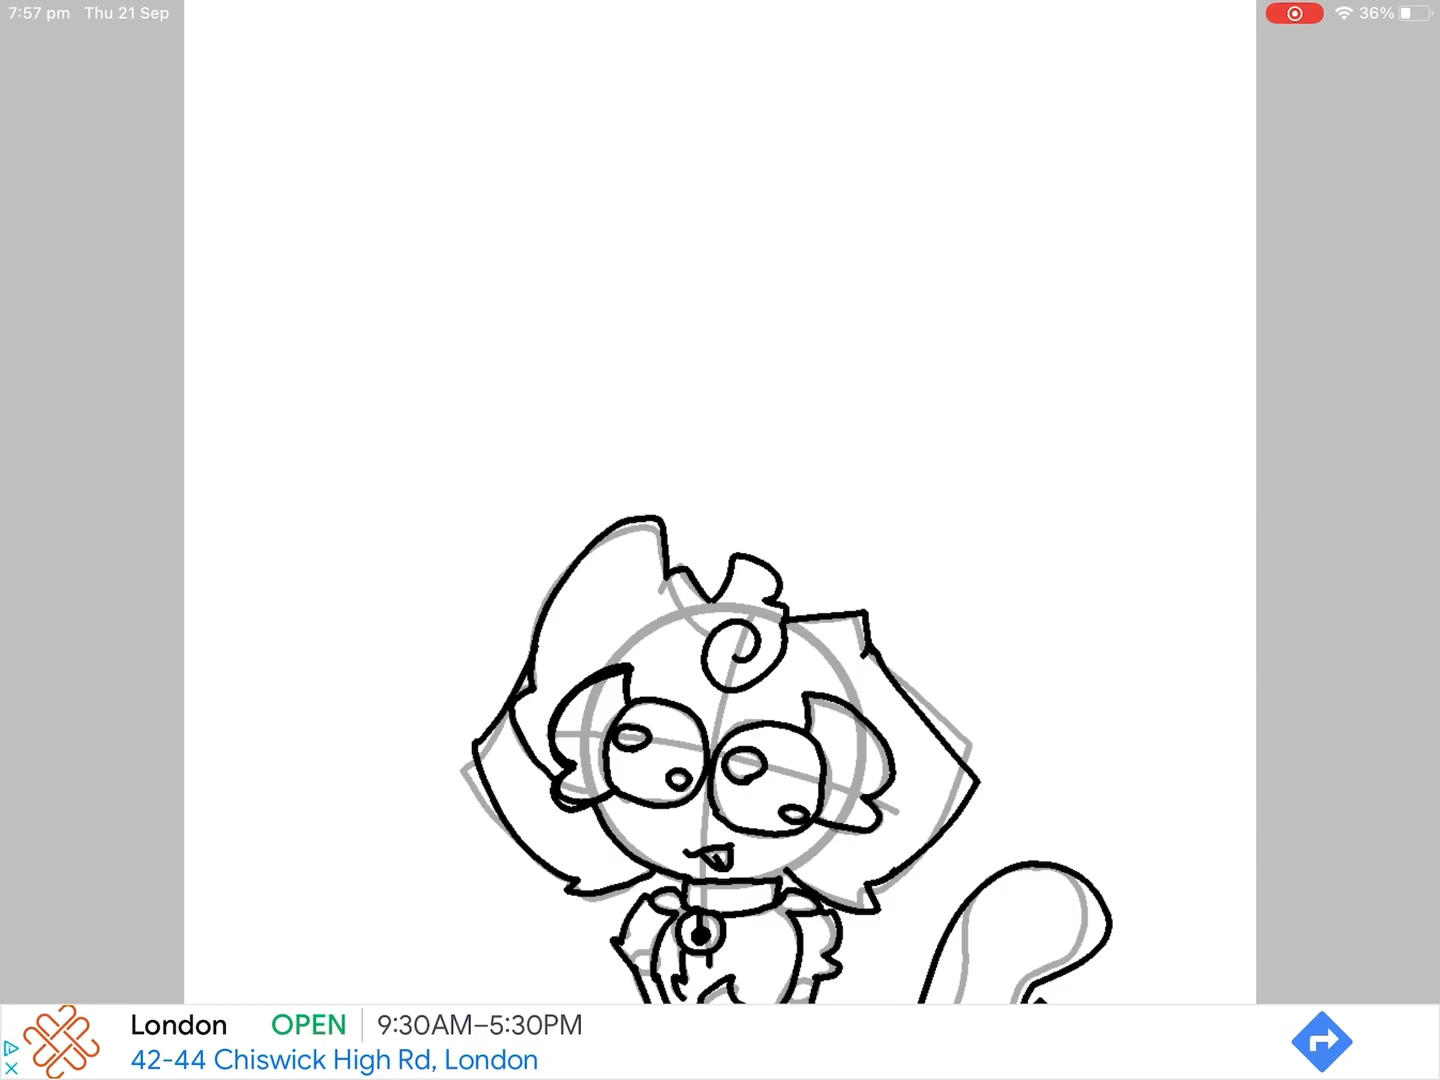 7:57 pm Thu 21 Sep 36%
London OPEN 9:30AM–5:30PM
42-44 Chiswick High Rd, London